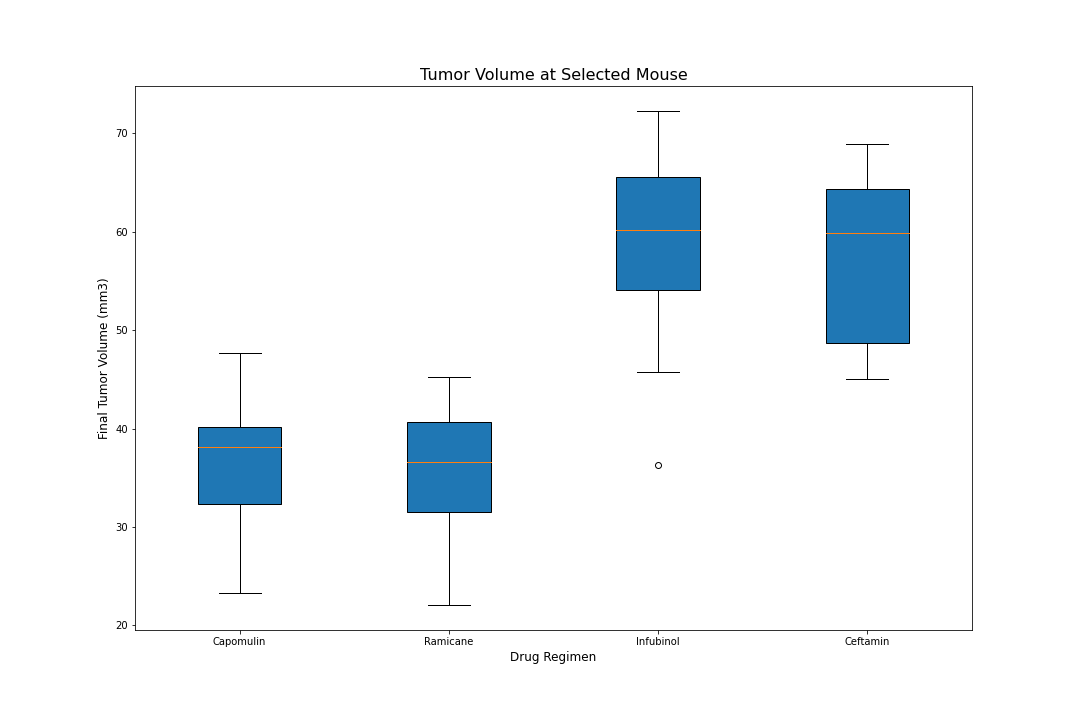 Tumor Volume at Selected Mouse
Final Tumor Volume (mm3)
70
60
50
40
30
20
Capomulin Ramicane Infubinol Ceftamin
Drug Regimen